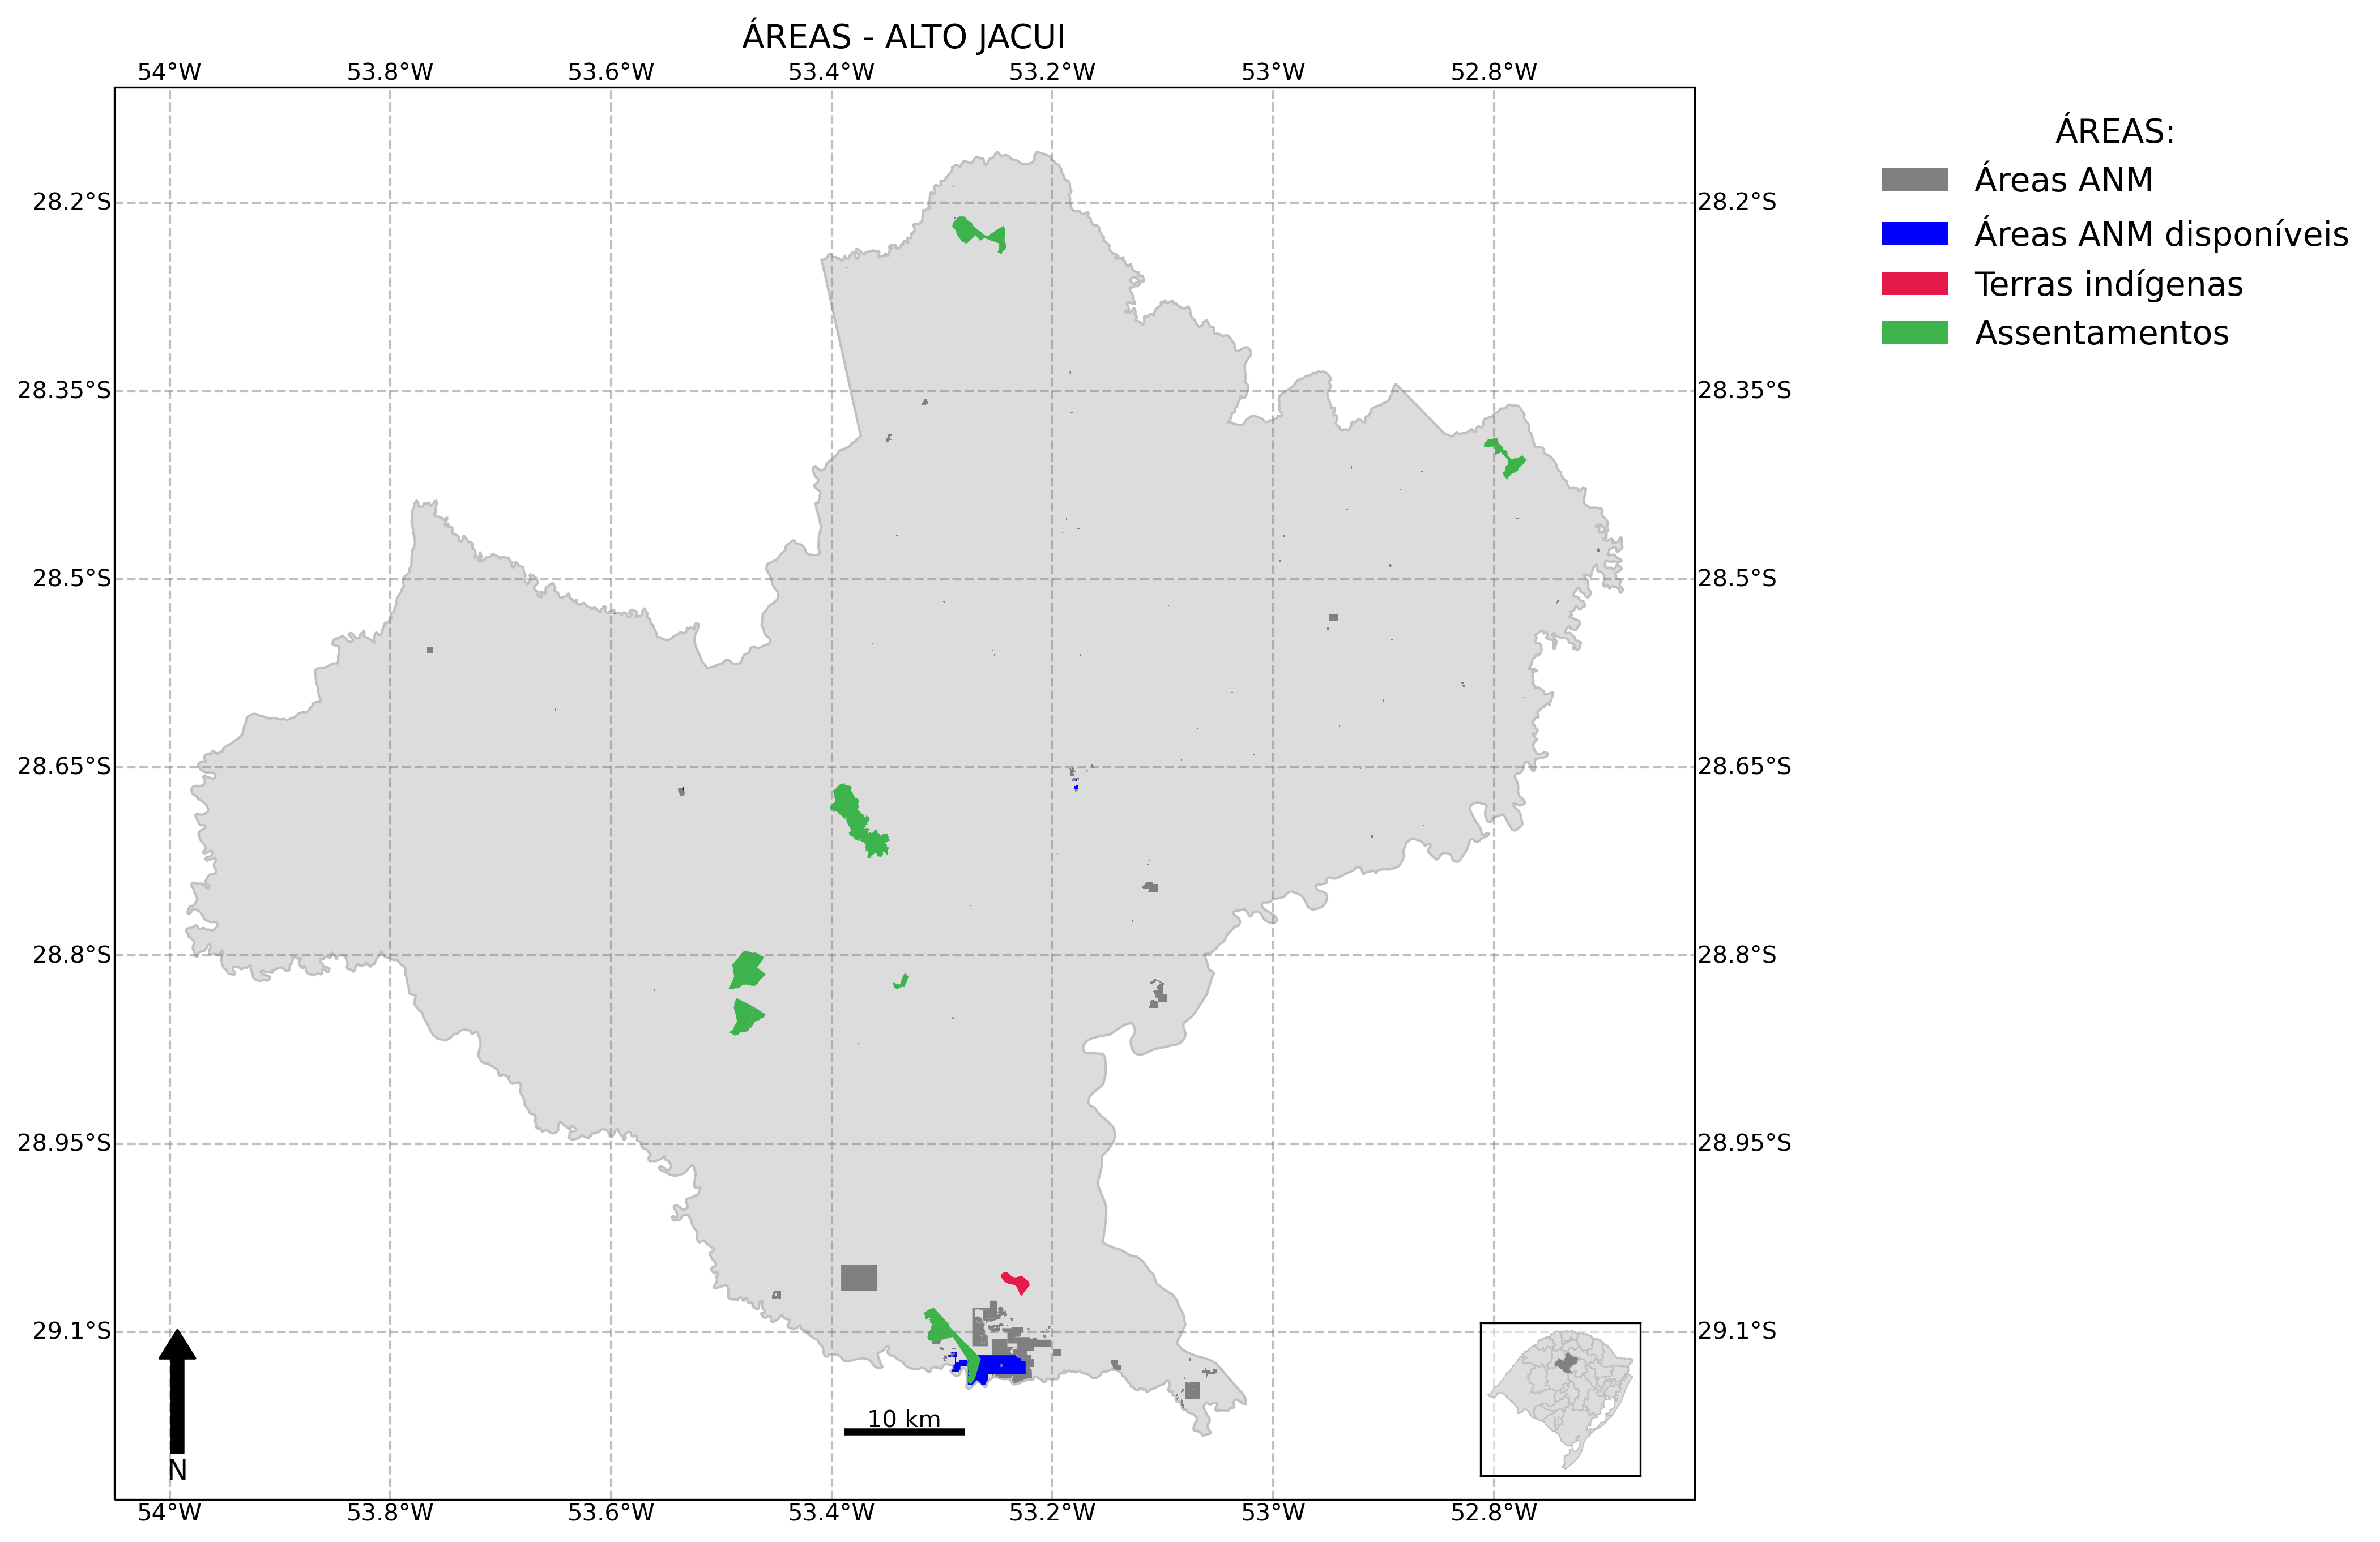 ÁREAS - ALTO JACUI
54°W 53.8°W 53.6°W 53.4°W 53.2°W 53°W 52.8°W
ÁREAS:
Áreas ANM
Áreas ANM disponíveis
Terras indígenas
Assentamentos
28.2°S 28.2°S
28.35°S 28.35°S
28.5°S 28.5°S
28.65°S 28.65°S
28.8°S 28.8°S
28.95°S 28.95°S
29.1°S 29.1°S
10 km
N
54°W 53.8°W 53.6°W 53.4°W 53.2°W 53°W 52.8°W